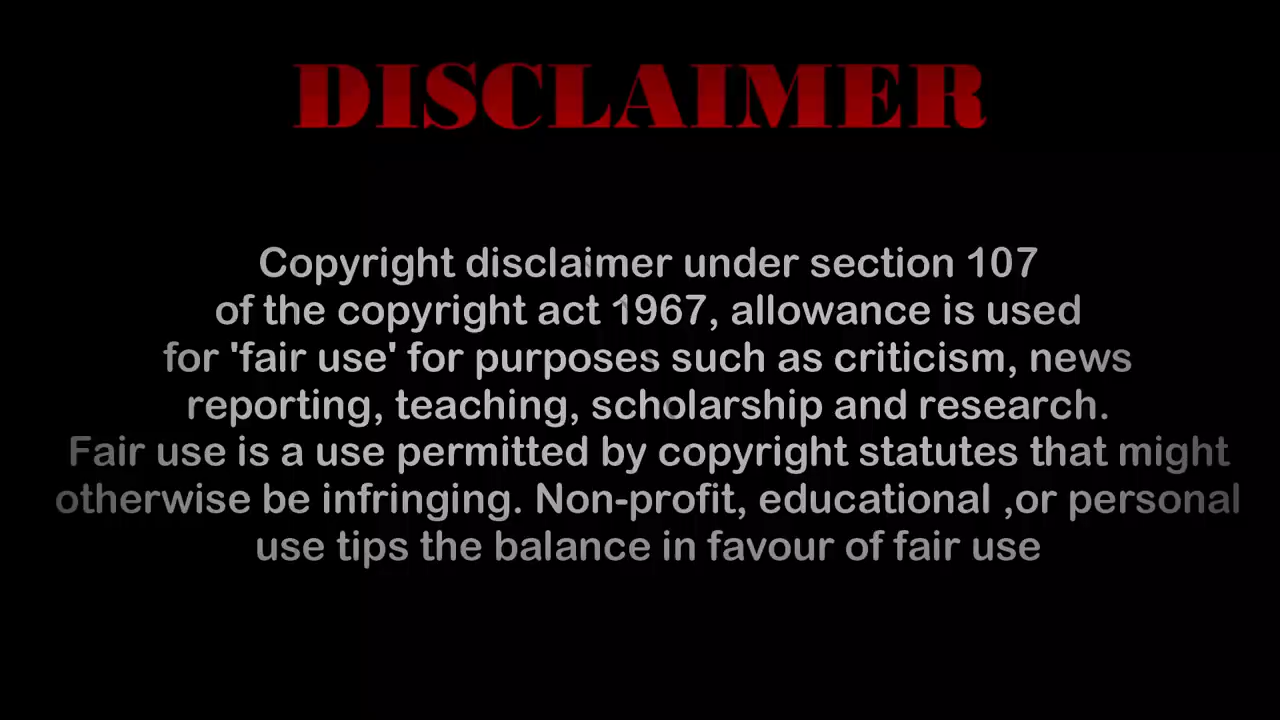 DISCLAIMER
Copyright disclaimer under section 107
of the copyright act 1967, allowance is used
for 'fair use' for purposes such as criticism, news
reporting, teaching, scholarship and research.
Fair use is a use permitted by copyright statutes that might
otherwise be infringing. Non-profit, educational ,or personal
use tips the balance in favour of fair use